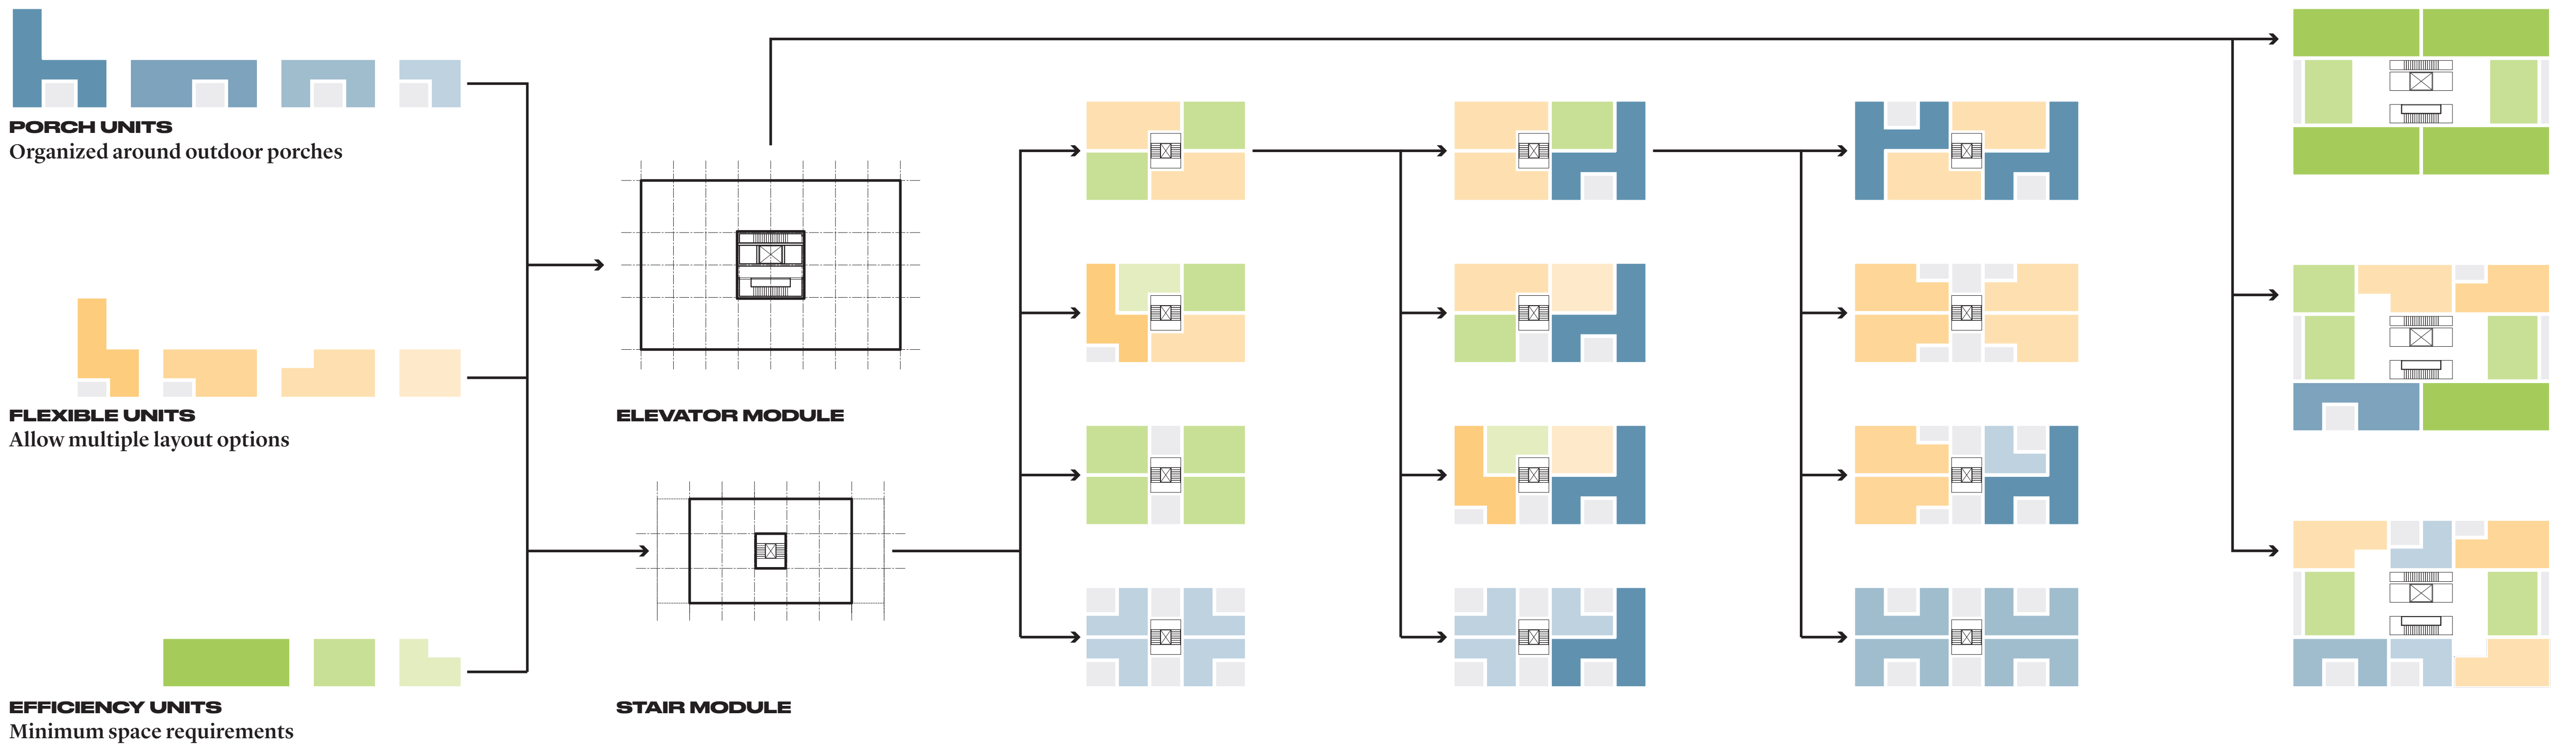 PORCH UNITS
Organized around outdoor porches
FLEXIBLE UNITS
Allow multiple layout options
ELEVATOR MODULE
EFFICIENCY UNITS
Minimum space requirements
STAIR MODULE